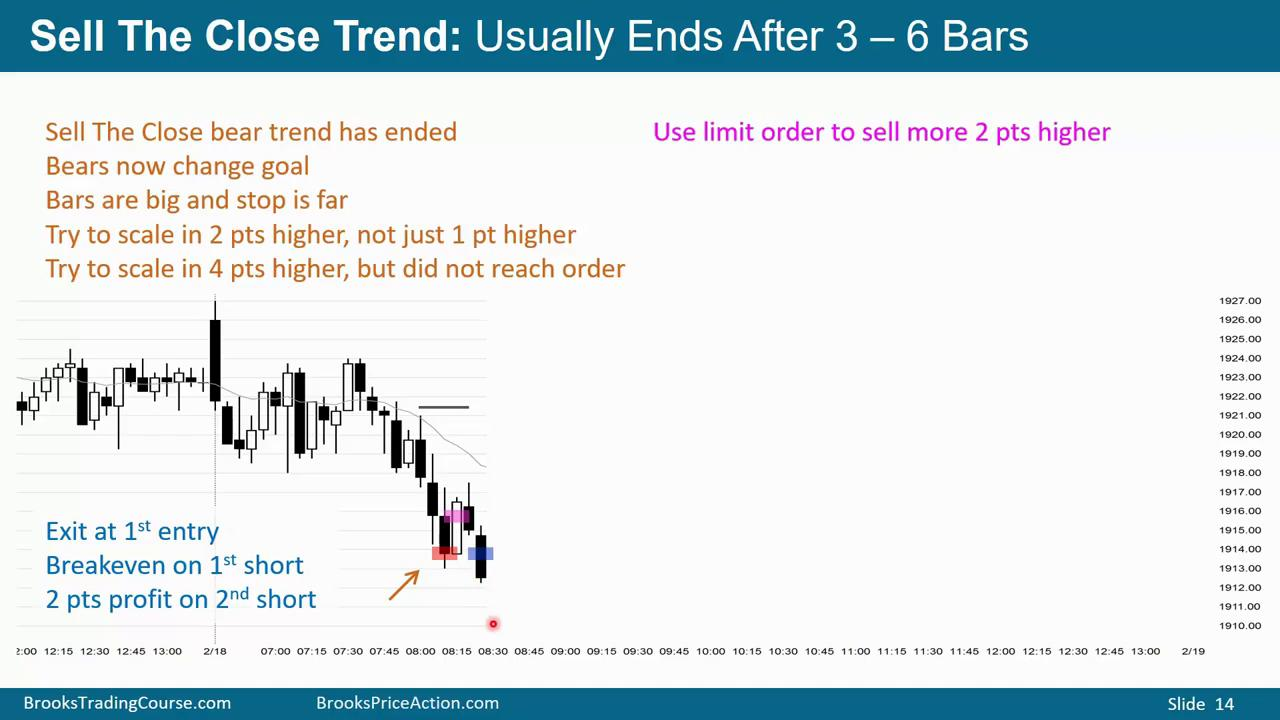 Sell The Close Trend: Usually Ends After 3 – 6 Bars
Sell The Close bear trend has ended
Bears now change goal
Bars are big and stop is far
Try to scale in 2 pts higher, not just 1 pt higher
Try to scale in 4 pts higher, but did not reach order
Use limit order to sell more 2 pts higher
Exit at 1st entry
Breakeven on 1st short
2 pts profit on 2nd short
1927.00
1926.00
1925.00
1924.00
1923.00
1922.00
1921.00
1920.00
1919.00
1918.00
1917.00
1916.00
1915.00
1914.00
1913.00
1912.00
1911.00
1910.00
2:00 12:15 12:30 12:45 13:00 2/18 07:00 07:15 07:30 07:45 08:00 08:15 08:30 08:45 09:00 09:15 09:30 09:45 10:00 10:15 10:30 10:45 11:00 11:15 11:30 11:45 12:00 12:15 12:30 12:45 13:00 2/19
BrooksTradingCourse.com BrooksPriceAction.com Slide 14